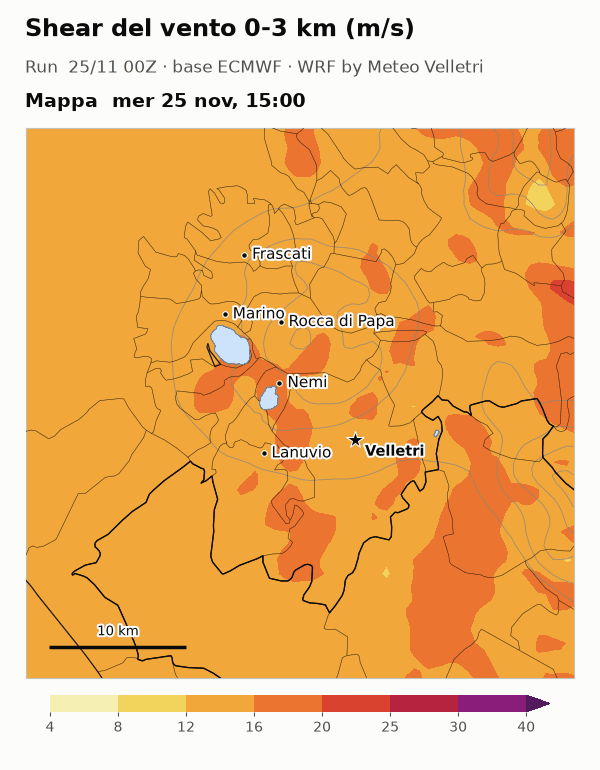 Shear del vento 0-3 km (m/s)
Run  25/11 00Z · base ECMWF · WRF by Meteo Velletri
Mappa  mer 25 nov, 15:00
Frascati
Marino
Rocca di Papa
Nemi
Velletri
Lanuvio
10 km
4 8 12 16 20 25 30 40